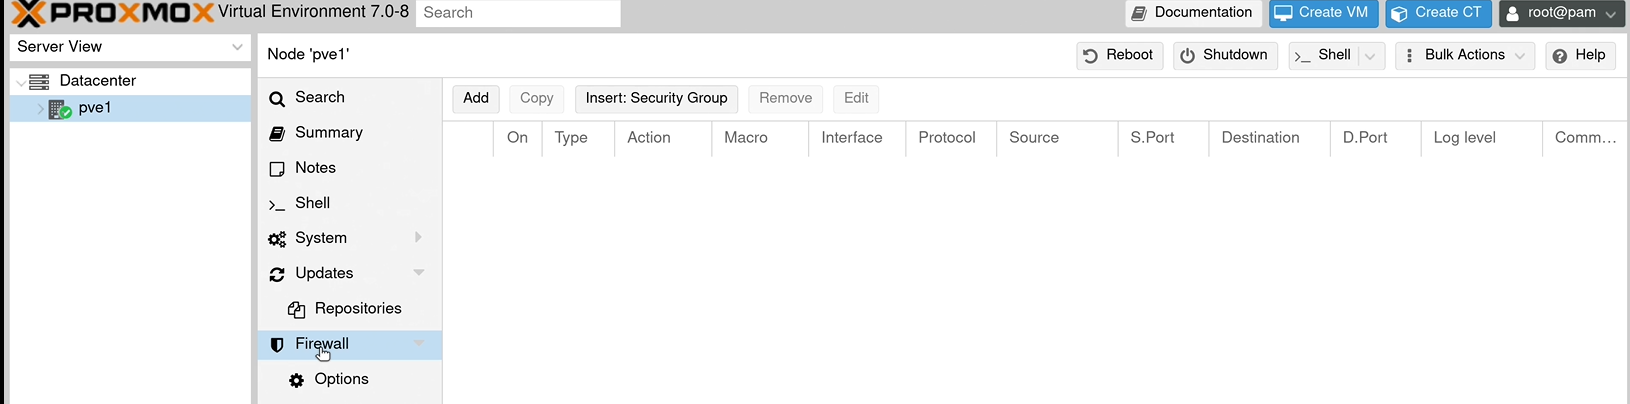 PROXMOX Virtual Environment 7.0-8 Search Documentation Create VM Create CT root@pam
Server View
Datacenter
pve1
Node 'pve1' Reboot Shutdown >_ Shell Bulk Actions Help
Search
Summary
Notes
>_ Shell
System
Updates
Repositories
Firewall
Options
Add Copy Insert: Security Group Remove Edit
On Type Action Macro Interface Protocol Source S.Port Destination D.Port Log level Comm...